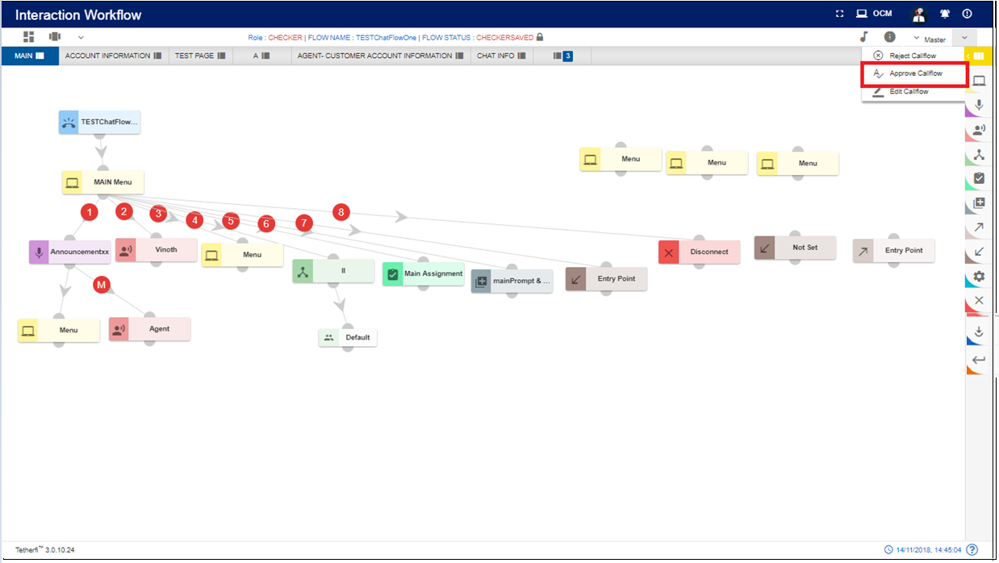 Interaction Workflow
OCM
Role : CHECKER | FLOW NAME : TESTChatFlowOne | FLOW STATUS : CHECKERSAVED
Master
MAIN
ACCOUNT INFORMATION
TEST PAGE
A
AGENT- CUSTOMER ACCOUNT INFORMATION
CHAT INFO
3
Reject Callflow
Approve Callflow
Edit Callflow
TESTChatFlow...
MAIN Menu
Menu
Menu
Menu
1
2
3
4
5
6
7
8
Announcementxx
Vinoth
Menu
II
Main Assignment
mainPrompt & ...
Entry Point
Disconnect
Not Set
Entry Point
M
Menu
Agent
Default
Tetherfi™ 3.0.10.24
14/11/2018, 14:45:04